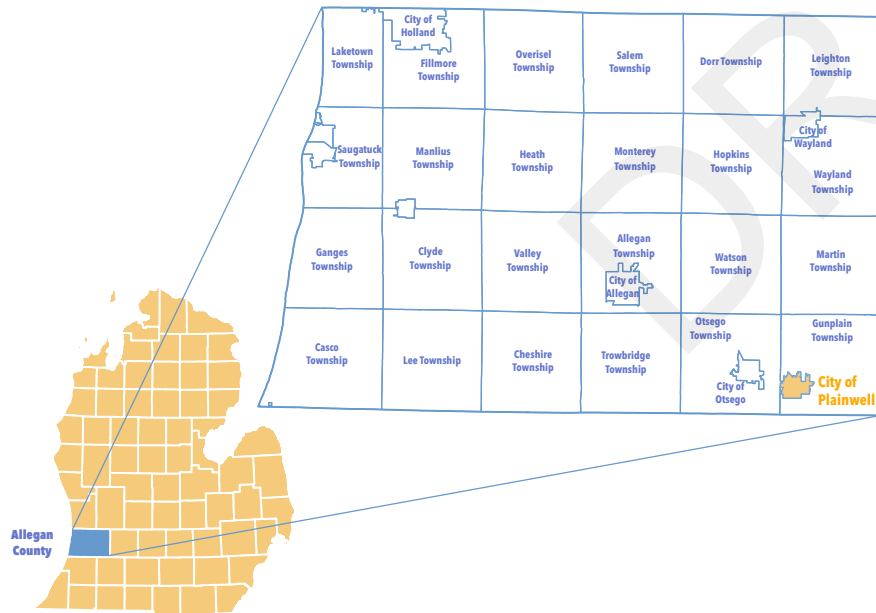 City of
Holland
Laketown
Township
Fillmore
Township
Overisel
Township
Salem
Township
Dorr Township
Leighton
Township
Saugatuck
Township
Manlius
Township
Heath
Township
Monterey
Township
Hopkins
Township
City of
Wayland
Wayland
Township
Ganges
Township
Clyde
Township
Valley
Township
Allegan
Township
City of
Allegan
Watson
Township
Martin
Township
Casco
Township
Lee Township
Cheshire
Township
Trowbridge
Township
Otsego
Township
City of
Otsego
Gunplain
Township
City of
Plainwell
Allegan
County
DR